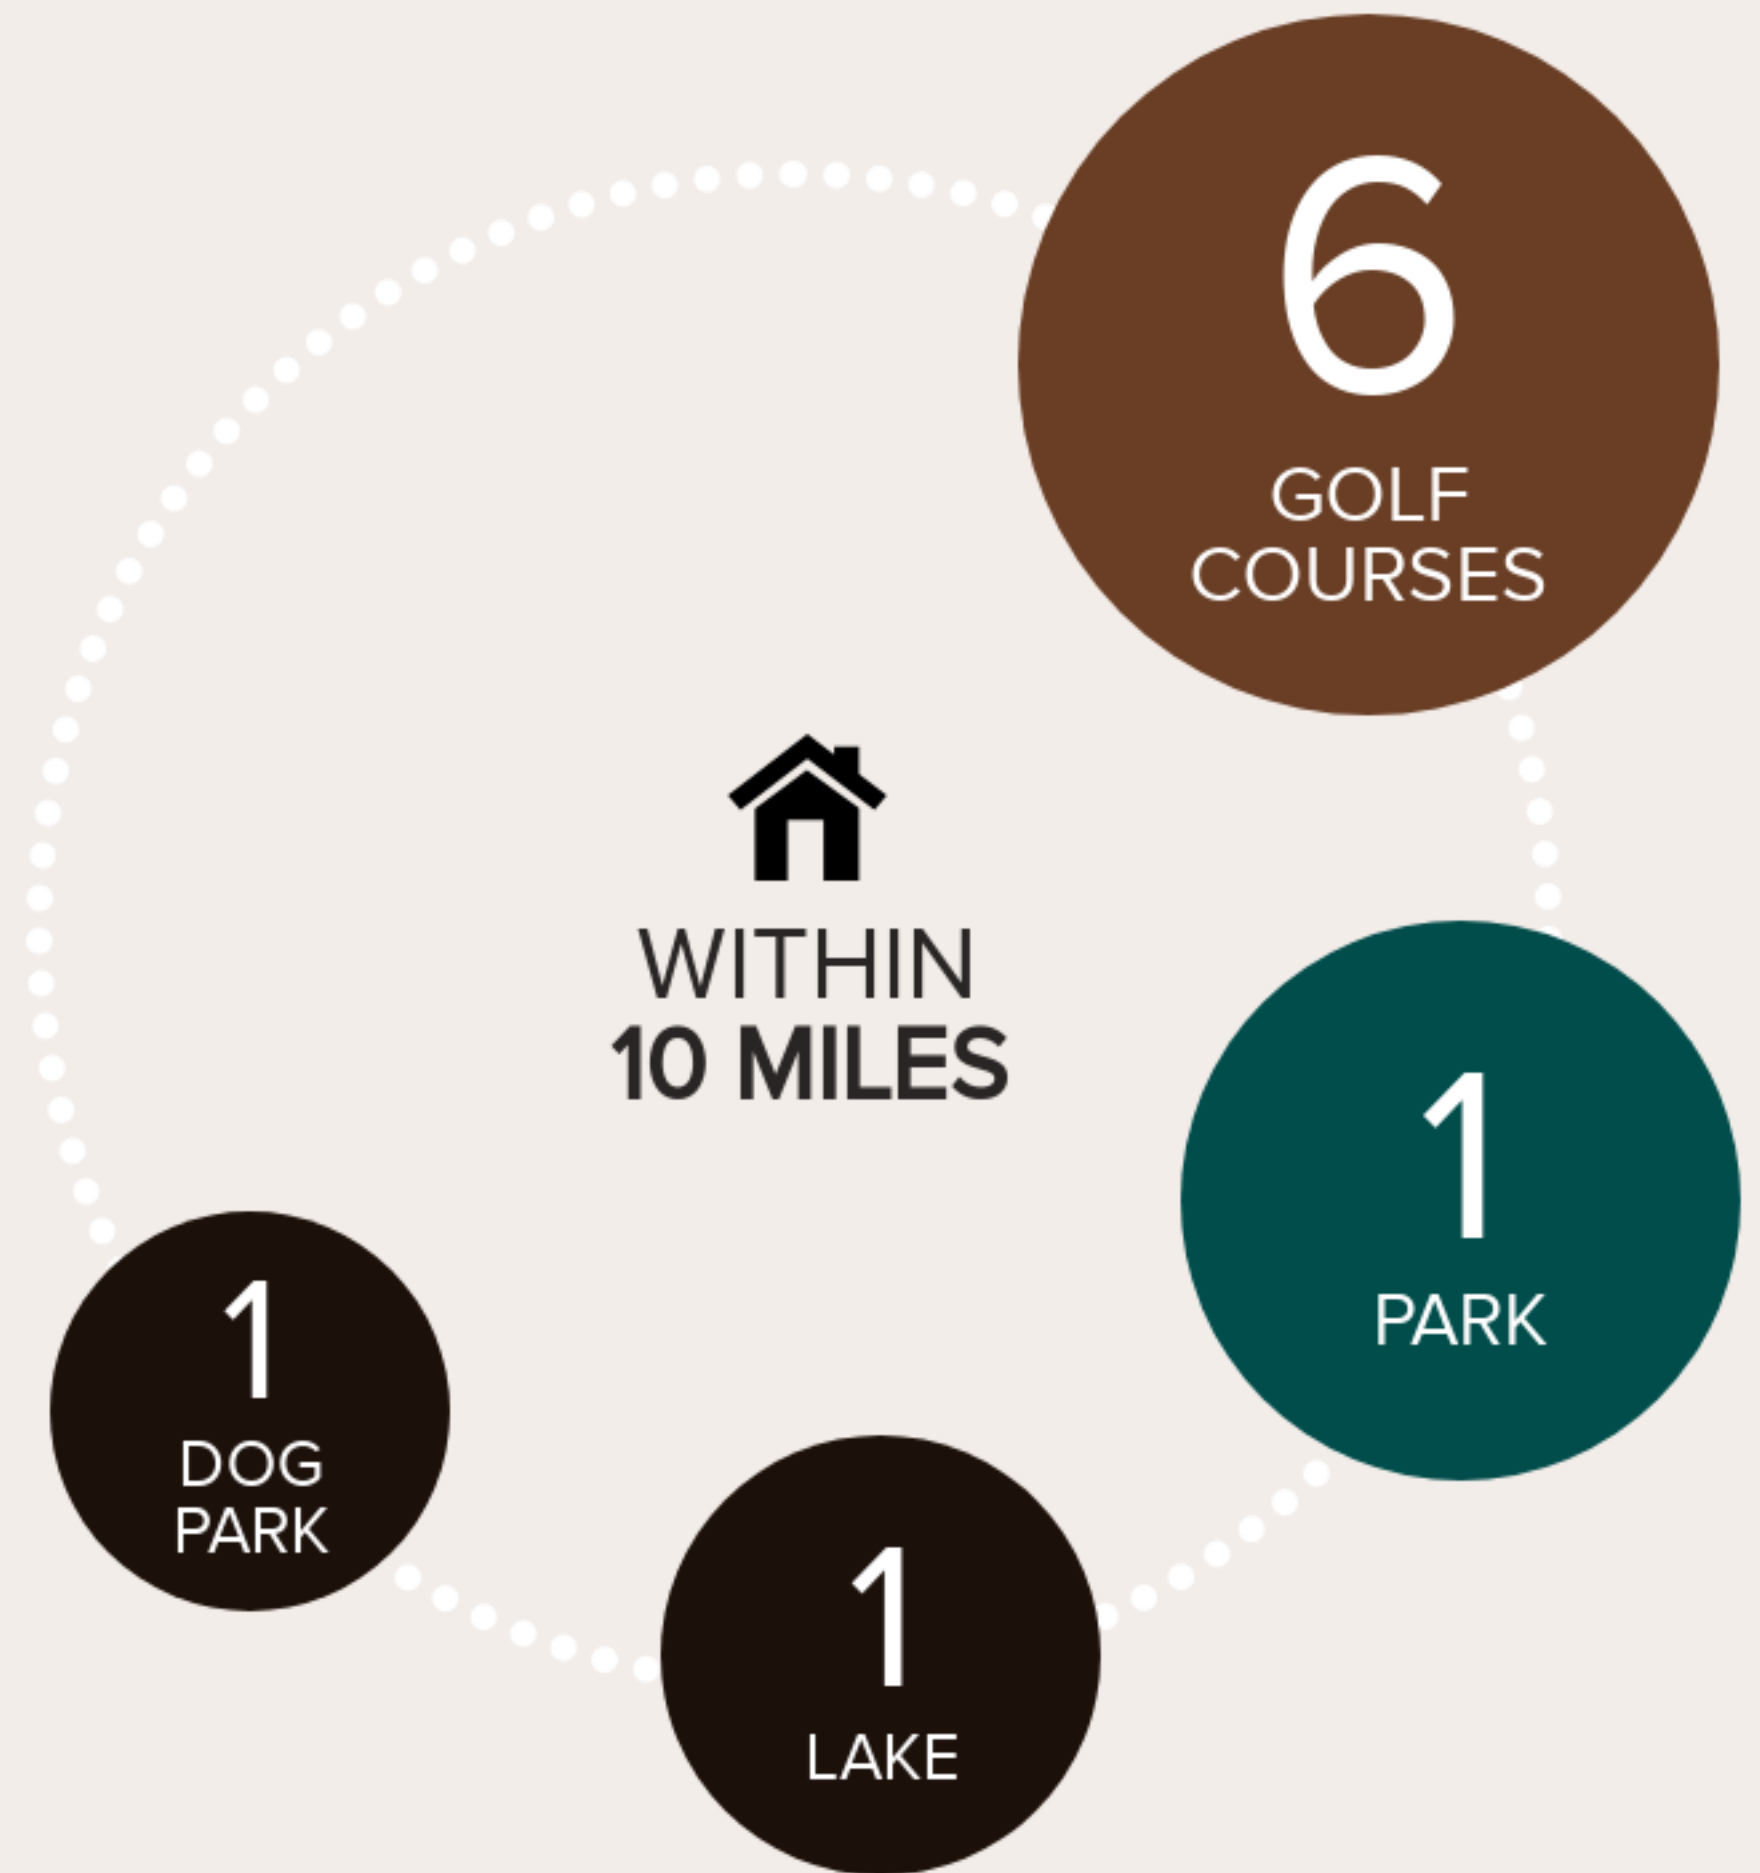 6
GOLF
COURSES
WITHIN
10 MILES
1
PARK
1
DOG
PARK
1
LAKE